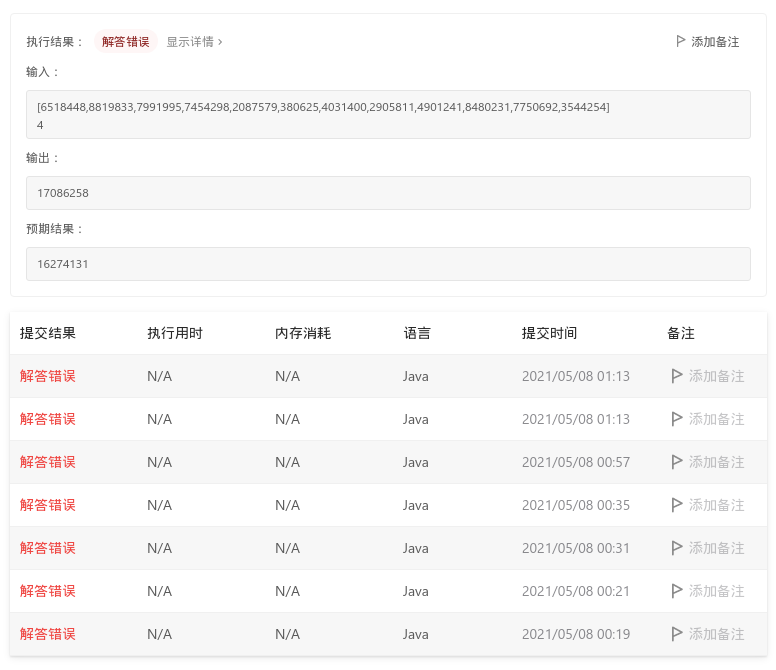 执行结果： 解答错误 显示详情 › 添加备注
输入：
[6518448,8819833,7991995,7454298,2087579,380625,4031400,2905811,4901241,8480231,7750692,3544254]
4
输出：
17086258
预期结果：
16274131
提交结果 执行用时 内存消耗 语言 提交时间 备注
解答错误 N/A N/A Java 2021/05/08 01:13 添加备注
解答错误 N/A N/A Java 2021/05/08 01:13 添加备注
解答错误 N/A N/A Java 2021/05/08 00:57 添加备注
解答错误 N/A N/A Java 2021/05/08 00:35 添加备注
解答错误 N/A N/A Java 2021/05/08 00:31 添加备注
解答错误 N/A N/A Java 2021/05/08 00:21 添加备注
解答错误 N/A N/A Java 2021/05/08 00:19 添加备注